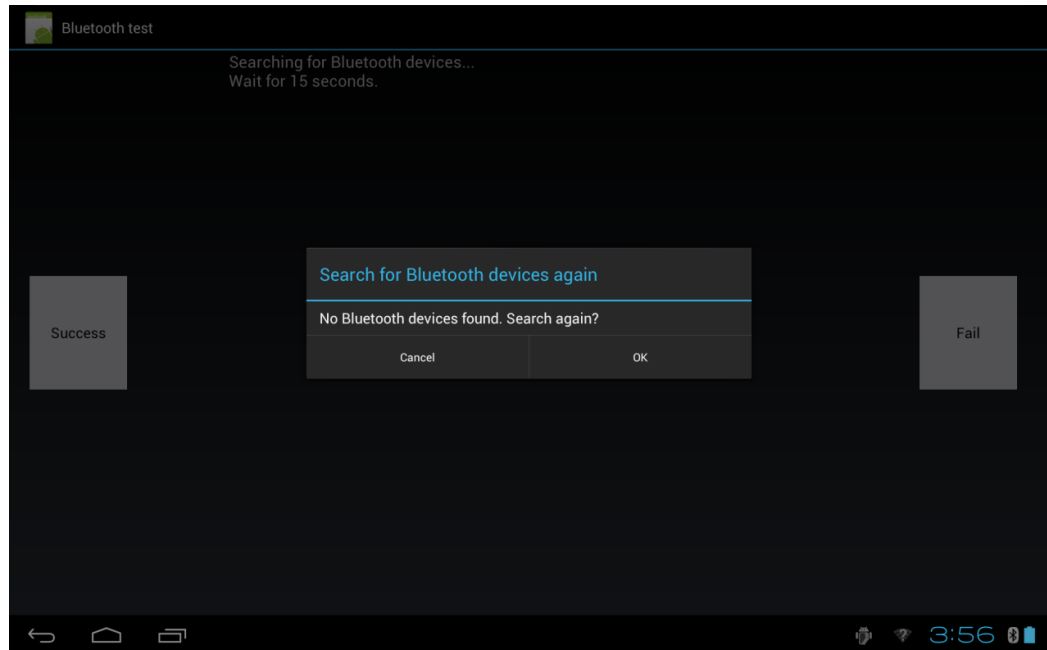 Bluetooth test
Searching for Bluetooth devices...
Wait for 15 seconds.
Search for Bluetooth devices again
No Bluetooth devices found. Search again?
Cancel OK
Success
Fail
3:56